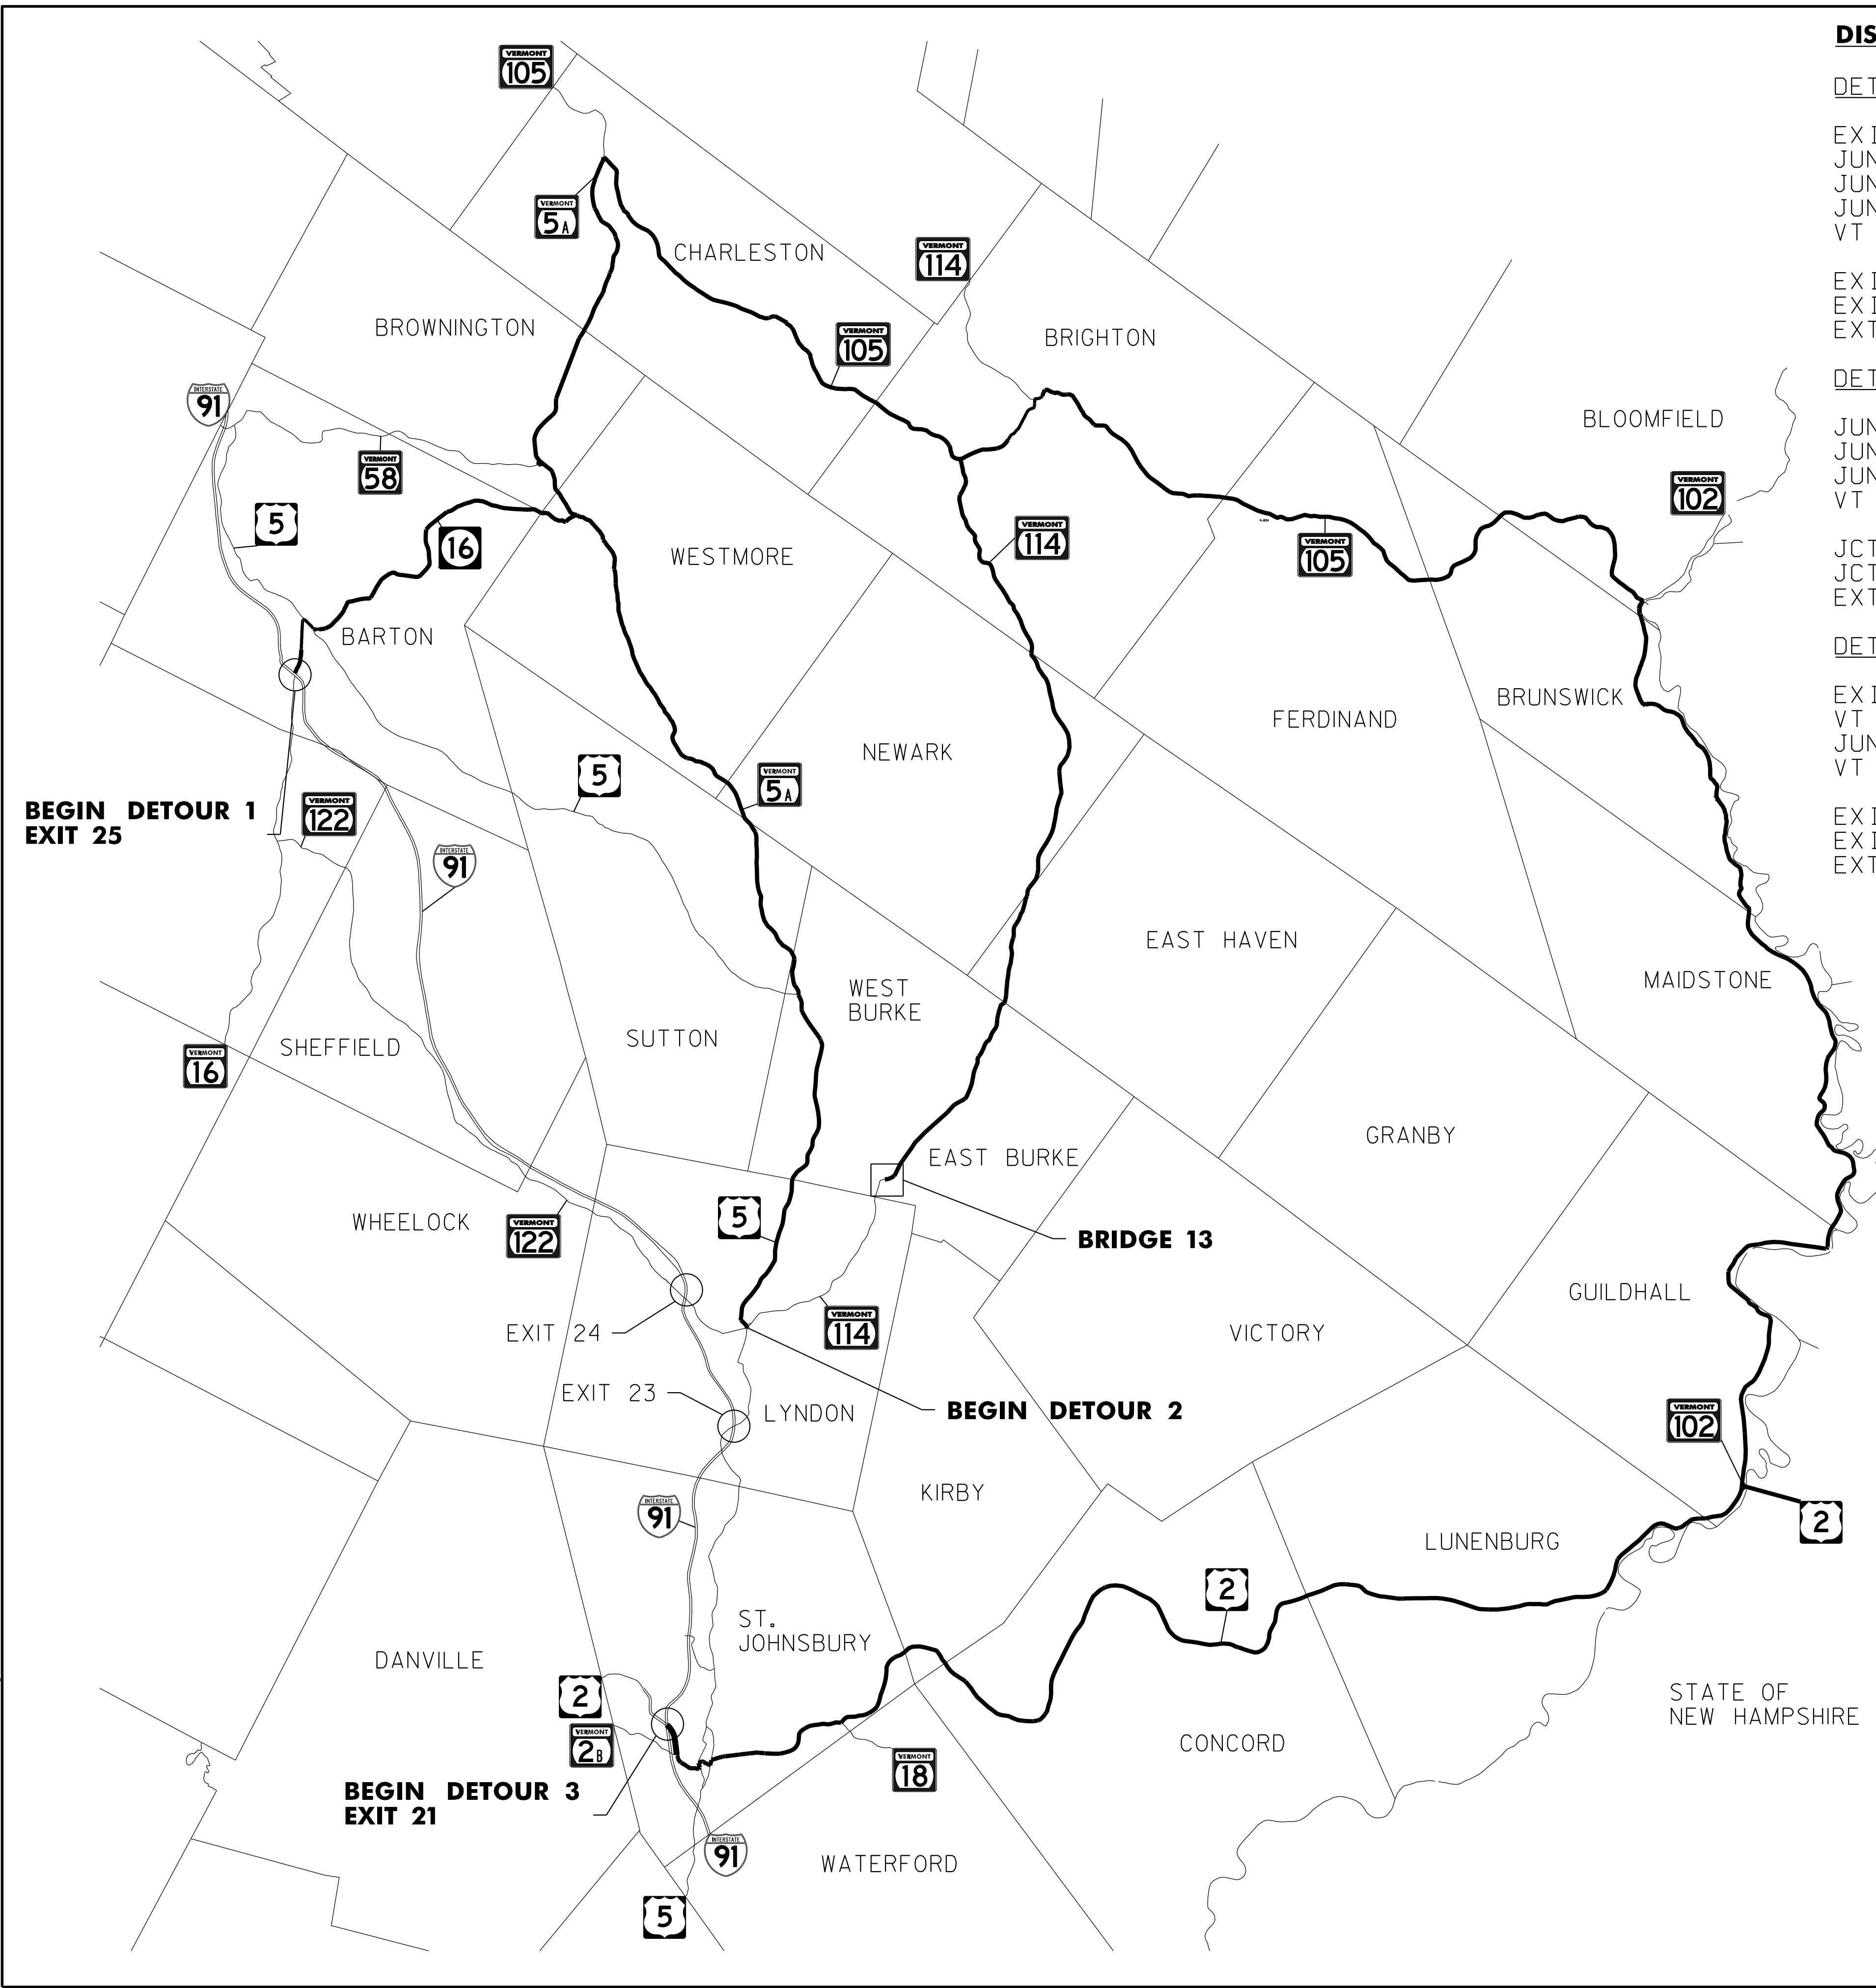 VERMONT
105
DIS
DET
EXI
JUN
JUN
JUN
VT
EXI
EXI
EXT
DET
JUN
JUN
JUN
VT
JCT
JCT
EXT
DET
EXI
VT
JUN
VT
EXI
EXI
EXT
VERMONT
5A
CHARLESTON
VERMONT
114
BROWNINGTON
VERMONT
105
BRIGHTON
INTERSTATE
91
BLOOMFIELD
VERMONT
58
VERMONT
102
5
16
VERMONT
114
VERMONT
105
WESTMORE
BARTON
BRUNSWICK
FERDINAND
NEWARK
5
VERMONT
5A
BEGIN DETOUR 1
EXIT 25
VERMONT
122
INTERSTATE
91
EAST HAVEN
MAIDSTONE
WEST
BURKE
SUTTON
SHEFFIELD
VERMONT
16
GRANBY
EAST BURKE
WHEELOCK
VERMONT
122
5
BRIDGE 13
GUILDHALL
EXIT 24
VERMONT
114
VICTORY
EXIT 23
LYNDON
BEGIN DETOUR 2
VERMONT
102
KIRBY
INTERSTATE
91
LUNENBURG
2
2
ST.
JOHNSBURY
DANVILLE
2
VERMONT
2B
STATE OF
NEW HAMPSHIRE
CONCORD
VERMONT
18
BEGIN DETOUR 3
EXIT 21
INTERSTATE
91
WATERFORD
5